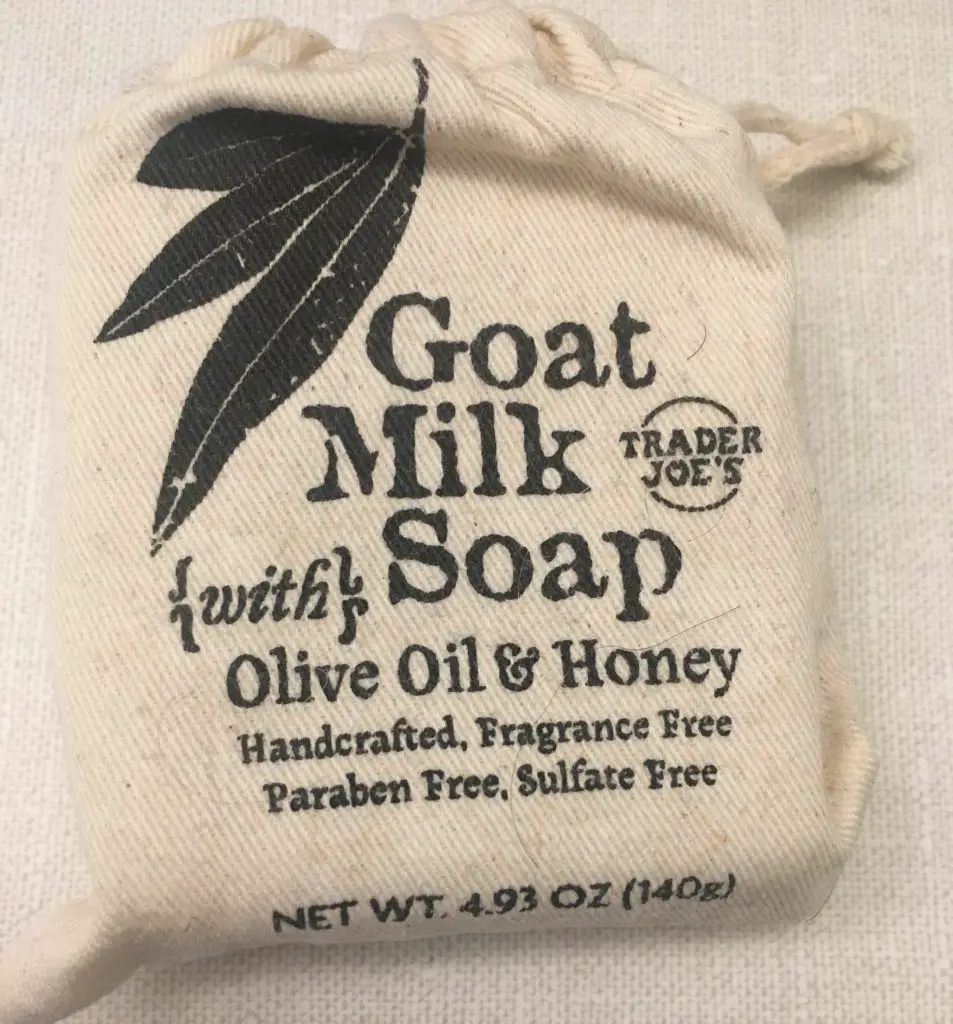 Goat
Milk
TRADER
JOE'S
{with} Soap
Olive Oil & Honey
Handcrafted, Fragrance Free
Paraben Free, Sulfate Free
NET WT. 4.93 OZ (140g)